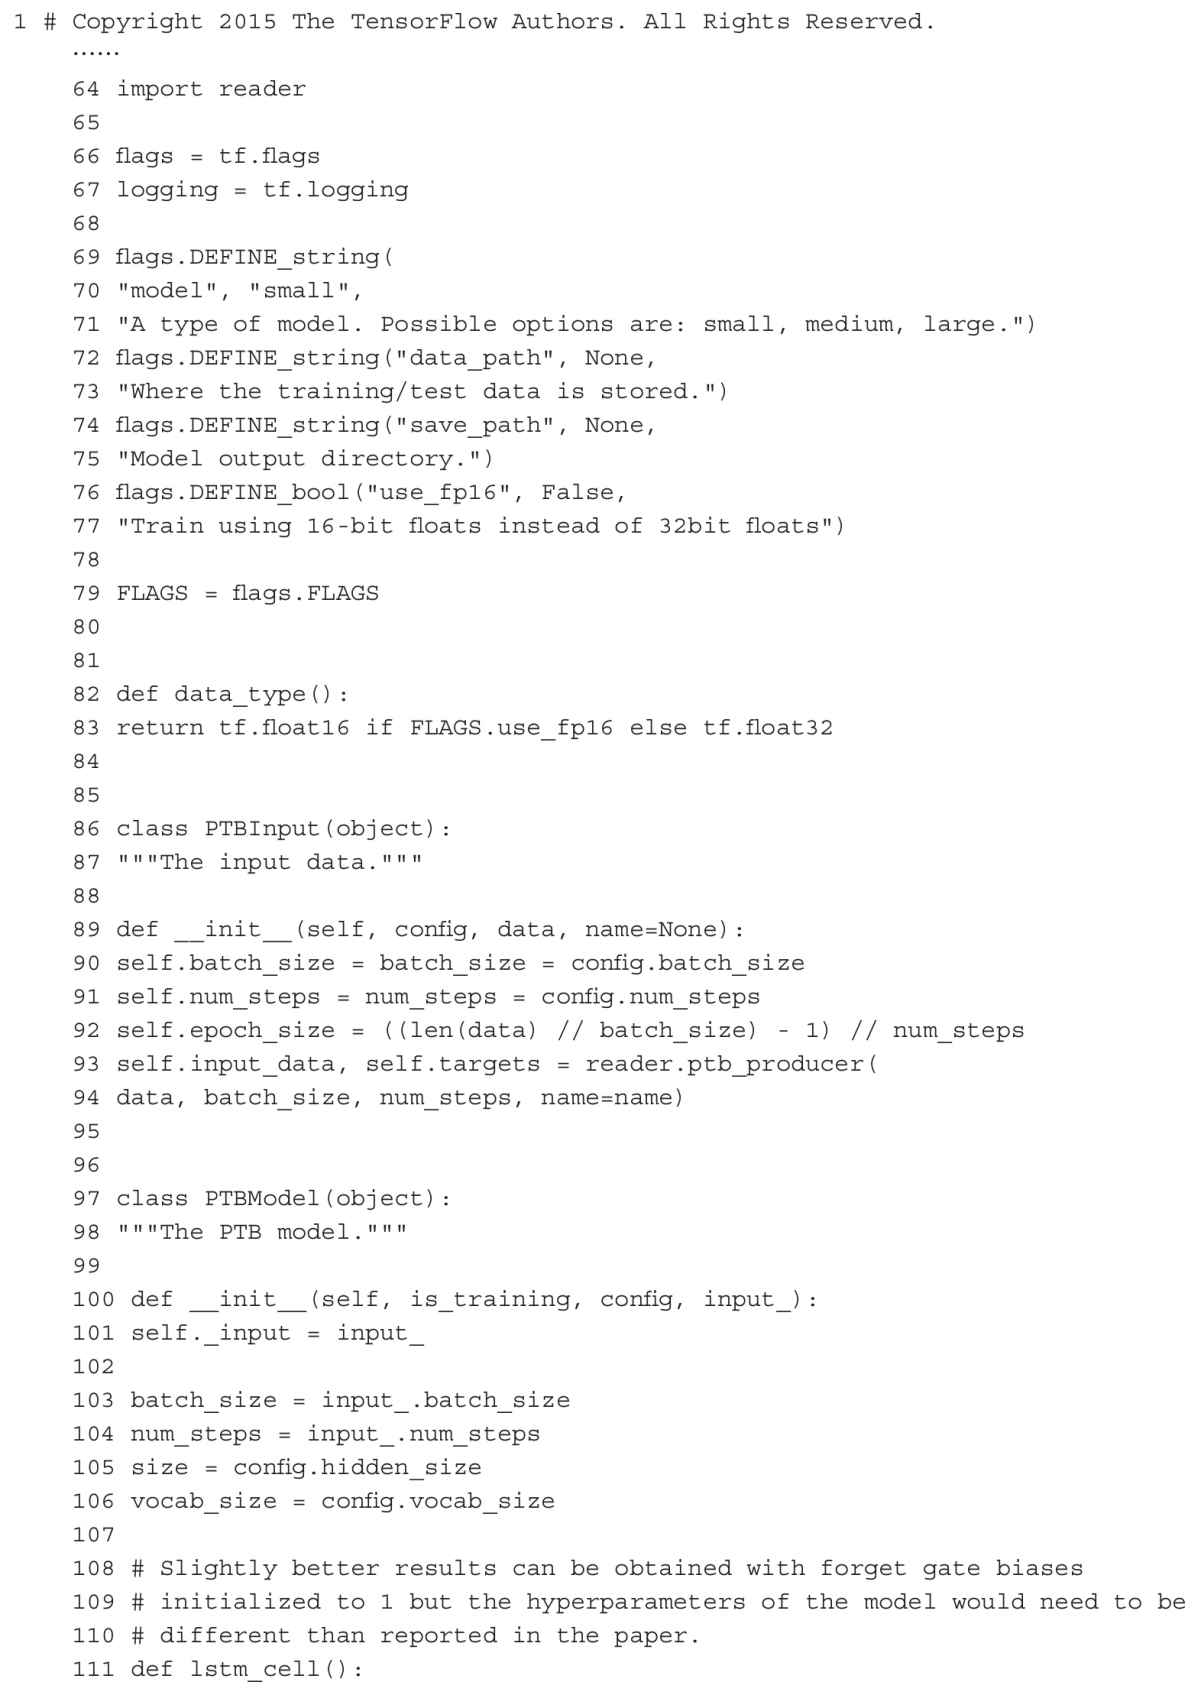 1 # Copyright 2015 The TensorFlow Authors. All Rights Reserved.
......
64 import reader
65
66 flags = tf.flags
67 logging = tf.logging
68
69 flags.DEFINE_string(
70 "model", "small",
71 "A type of model. Possible options are: small, medium, large.")
72 flags.DEFINE_string("data_path", None,
73 "Where the training/test data is stored.")
74 flags.DEFINE_string("save_path", None,
75 "Model output directory.")
76 flags.DEFINE_bool("use_fp16", False,
77 "Train using 16-bit floats instead of 32bit floats")
78
79 FLAGS = flags.FLAGS
80
81
82 def data_type():
83 return tf.float16 if FLAGS.use_fp16 else tf.float32
84
85
86 class PTBInput(object):
87 """The input data."""
88
89 def __init__(self, config, data, name=None):
90 self.batch_size = batch_size = config.batch_size
91 self.num_steps = num_steps = config.num_steps
92 self.epoch_size = ((len(data) // batch_size) - 1) // num_steps
93 self.input_data, self.targets = reader.ptb_producer(
94 data, batch_size, num_steps, name=name)
95
96
97 class PTBModel(object):
98 """The PTB model."""
99
100 def __init__(self, is_training, config, input_):
101 self._input = input_
102
103 batch_size = input_.batch_size
104 num_steps = input_.num_steps
105 size = config.hidden_size
106 vocab_size = config.vocab_size
107
108 # Slightly better results can be obtained with forget gate biases
109 # initialized to 1 but the hyperparameters of the model would need to be
110 # different than reported in the paper.
111 def lstm_cell():